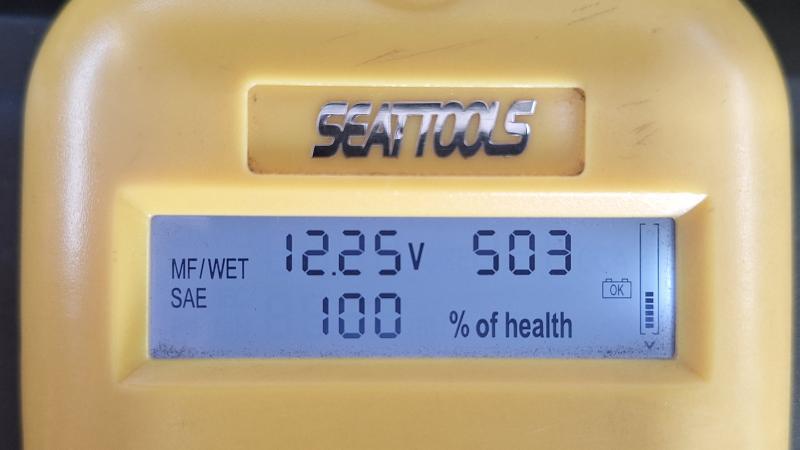 SEATTOOLS
MF/WET 12.25V 503
SAE OK
100 % of health